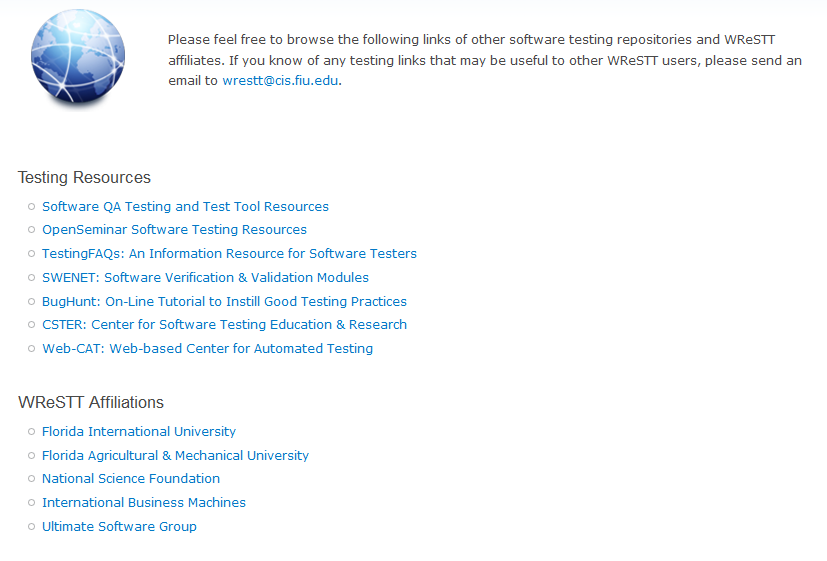 Please feel free to browse the following links of other software testing repositories and WReSTT
affiliates. If you know of any testing links that may be useful to other WReSTT users, please send an
email to wrestt@cis.fiu.edu.
Testing Resources
Software QA Testing and Test Tool Resources
OpenSeminar Software Testing Resources
TestingFAQs: An Information Resource for Software Testers
SWENET: Software Verification & Validation Modules
BugHunt: On-Line Tutorial to Instill Good Testing Practices
CSTER: Center for Software Testing Education & Research
Web-CAT: Web-based Center for Automated Testing
WReSTT Affiliations
Florida International University
Florida Agricultural & Mechanical University
National Science Foundation
International Business Machines
Ultimate Software Group